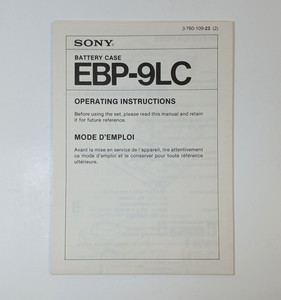 3-760-109-22 (2)
SONY
BATTERY CASE
EBP-9LC
OPERATING INSTRUCTIONS
Before using the set, please read this manual and retain
it for future reference.
MODE D'EMPLOI
Avant la mise en service de l'appareil, lire attentivement
ce mode d'emploi et le conserver pour toute référence
ultérieure.